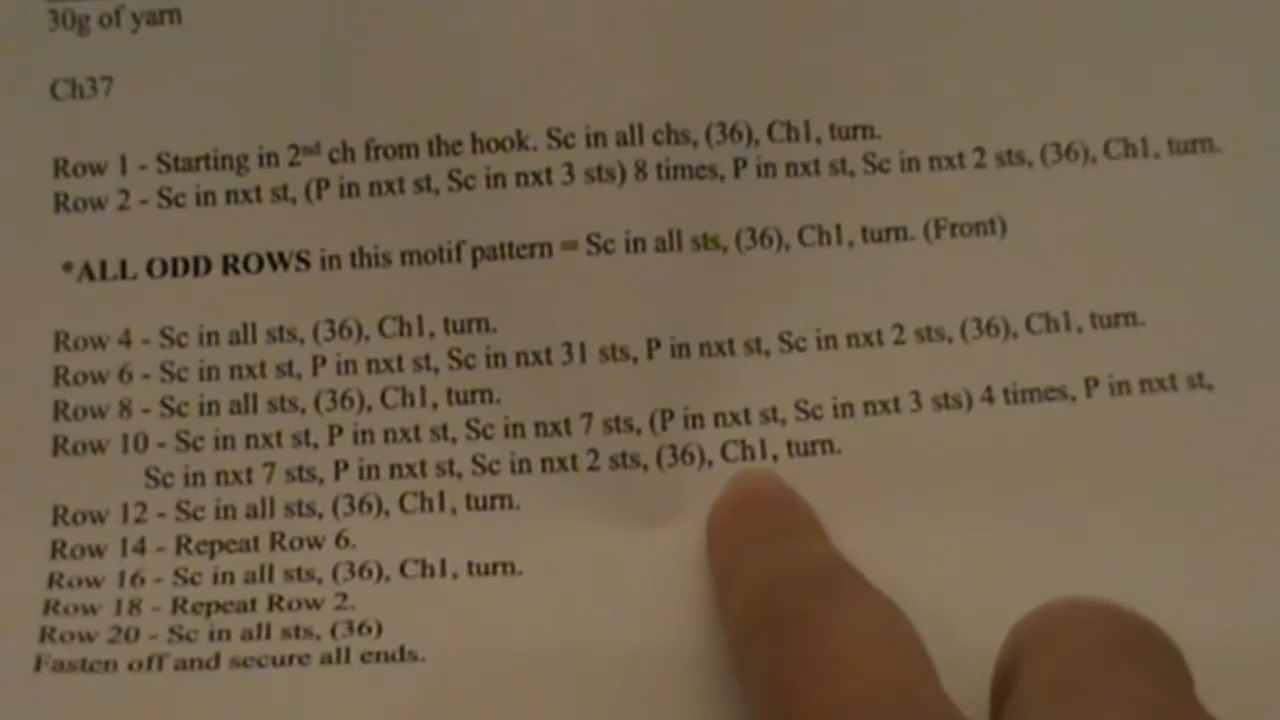 30g of yarn
Ch37
Row 1 - Starting in 2nd ch from the hook. Sc in all chs, (36), Ch1, turn.
Row 2 - Sc in nxt st, (P in nxt st, Sc in nxt 3 sts) 8 times, P in nxt st, Sc in nxt 2 sts, (36), Ch1, turn.
*ALL ODD ROWS in this motif pattern = Sc in all sts, (36), Ch1, turn. (Front)
Row 4 - Sc in all sts, (36), Ch1, turn.
Row 6 - Sc in nxt st, P in nxt st, Sc in nxt 31 sts, P in nxt st, Sc in nxt 2 sts, (36), Ch1, turn.
Row 8 - Sc in all sts, (36), Ch1, turn.
Row 10 - Sc in nxt st, P in nxt st, Sc in nxt 7 sts, (P in nxt st, Sc in nxt 3 sts) 4 times, P in nxt st,
Sc in nxt 7 sts, P in nxt st, Sc in nxt 2 sts, (36), Ch1, turn.
Row 12 - Sc in all sts, (36), Ch1, turn.
Row 14 - Repeat Row 6.
Row 16 - Sc in all sts, (36), Ch1, turn.
Row 18 - Repeat Row 2.
Row 20 - Sc in all sts, (36)
Fasten off and secure all ends.